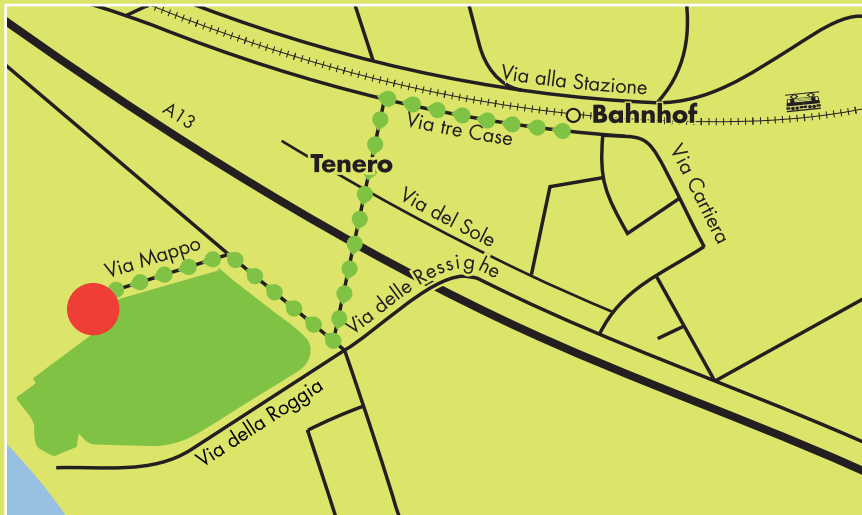 Via alla Stazione
A13
Bahnhof
Via tre Case
Tenero
Via Cartiera
Via del Sole
Via Mappo
Via delle Ressighe
Via della Roggia